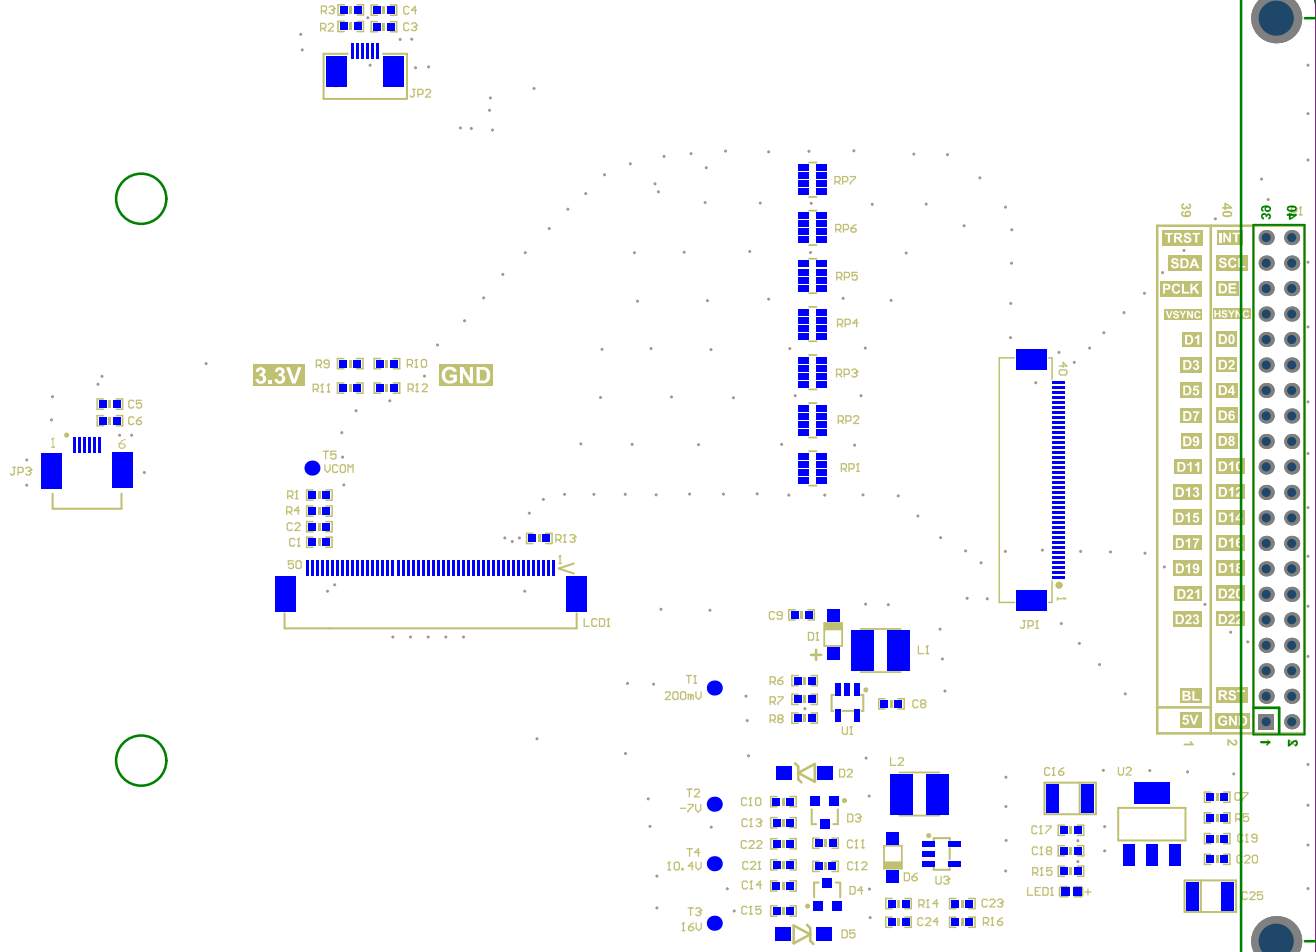 R3 C4
R2 C3
JP2
RP7
RP6
RP5
RP4
RP3
RP2
RP1
3.3V
R9 R10
R11 R12
GND
C5
C6
1 6
JP3
T5
VCOM
R1
R4
C2
C1
R13
50 1
LCD1
40
1
JP1
39 40 39 40
TRST INT
SDA SCL
PCLK DE
VSYNC HSYNC
D1 D0
D3 D2
D5 D4
D7 D6
D9 D8
D11 D10
D13 D12
D15 D14
D17 D16
D19 D18
D21 D20
D23 D22
BL RST
5V GND
1 2 1 2
C9
D1
+
L1
T1
200mV
R6
R7
R8
U1
C8
D2
L2
T2
-7V
C10
C13
C22
C21
C14
C15
D3
C11
C12
D4
D5
T4
10.4V
T3
16V
D6
U3
R14 C23
C24 R16
C16
C17
C18
R15
LED1 +
U2
C7
R5
C19
C20
C25